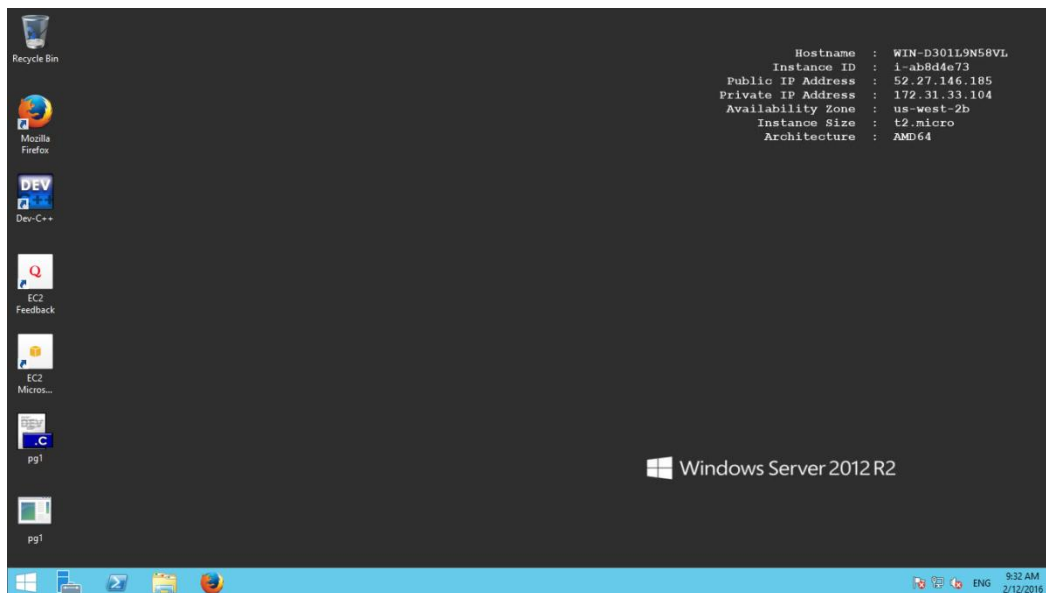 Recycle Bin
Hostname : WIN-D301L9N58VL
Instance ID : i-ab8d4e73
Public IP Address : 52.27.146.185
Private IP Address : 172.31.33.104
Availability Zone : us-west-2b
Instance Size : t2.micro
Architecture : AMD64
Mozilla
Firefox
DEV
C++
Dev-C++
Q
EC2
Feedback
EC2
Micros...
.C
pg1
Windows Server 2012 R2
pg1
ENG
9:32 AM
2/12/2016